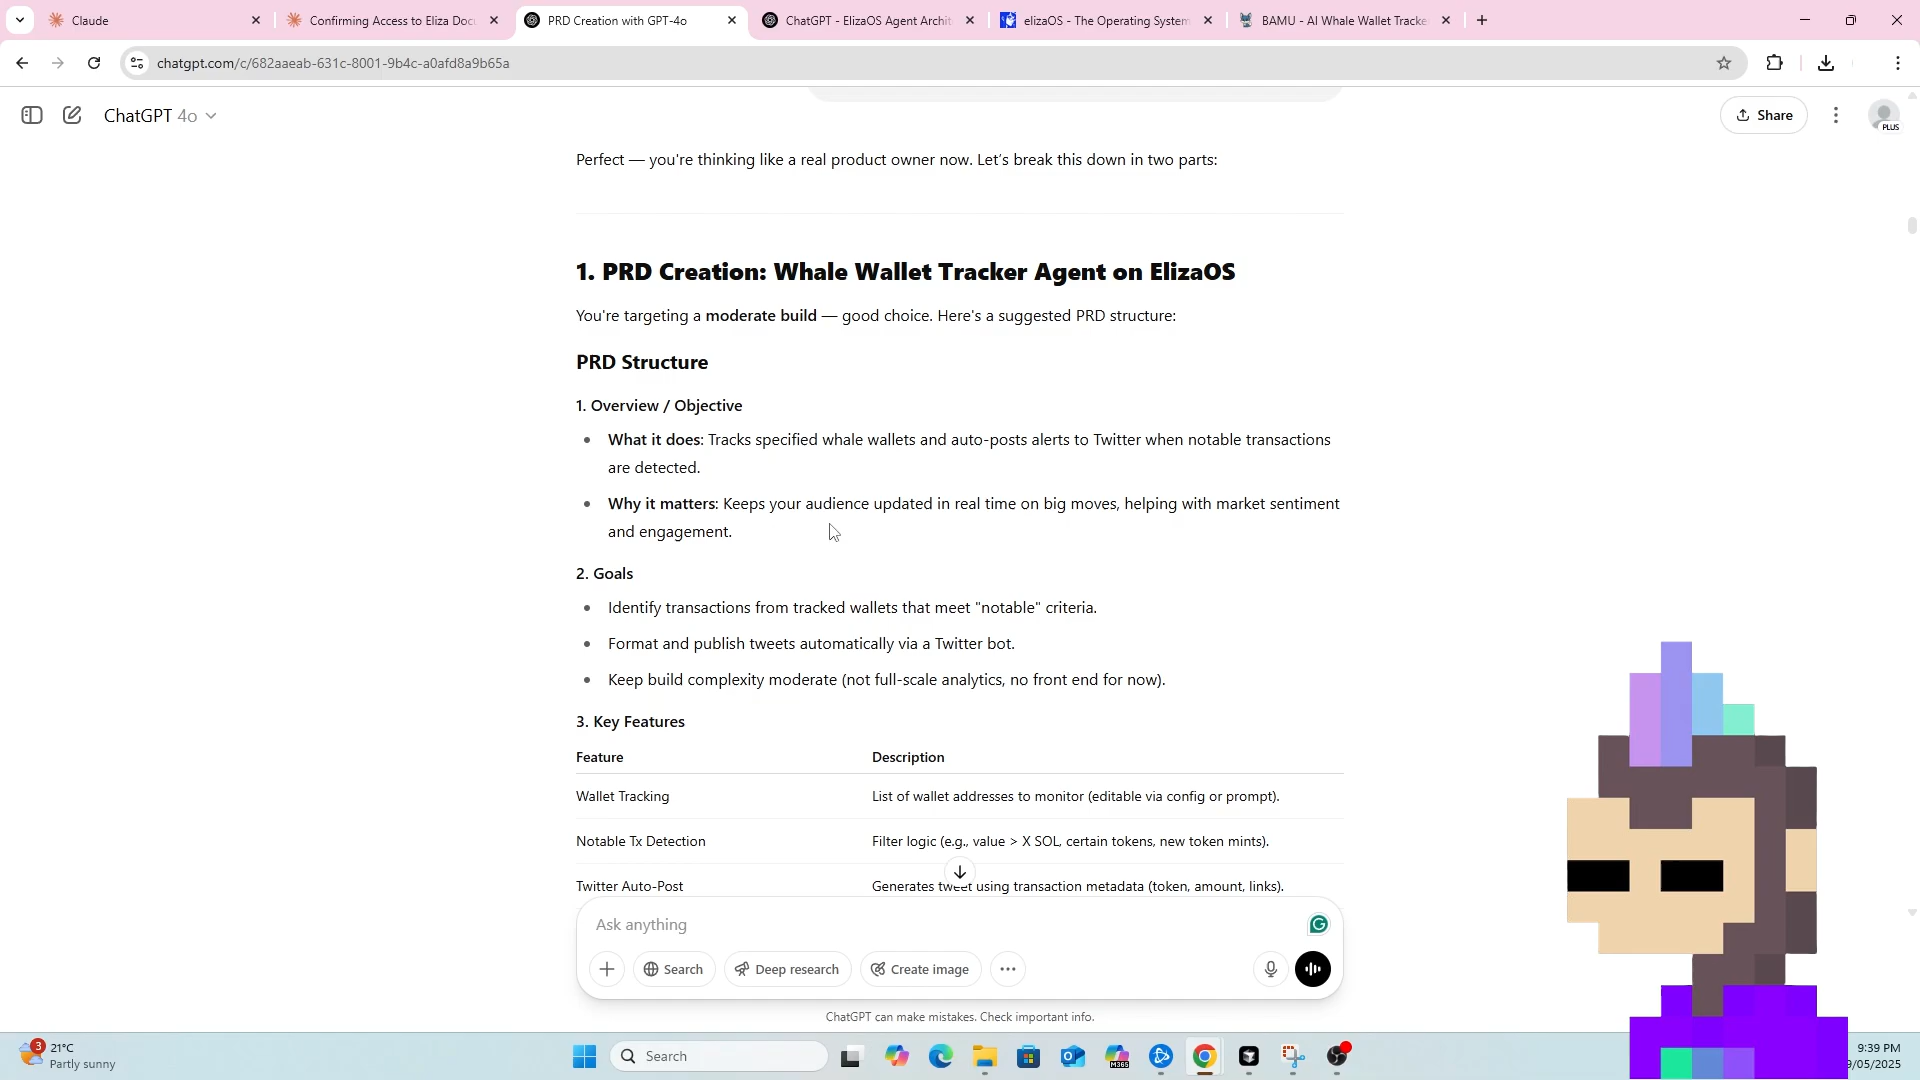 Claude
Confirming Access to Eliza Docu
PRD Creation with GPT-4o
ChatGPT - ElizaOS Agent Archit
elizaOS - The Operating System
BAMU - AI Whale Wallet Tracke
chatgpt.com/c/682aaeab-631c-8001-9b4c-a0afd8a9b65a
ChatGPT 4o
Share
PLUS
Perfect — you're thinking like a real product owner now. Let's break this down in two parts:
1. PRD Creation: Whale Wallet Tracker Agent on ElizaOS
You're targeting a moderate build — good choice. Here's a suggested PRD structure:
PRD Structure
1. Overview / Objective
What it does: Tracks specified whale wallets and auto-posts alerts to Twitter when notable transactions
are detected.
Why it matters: Keeps your audience updated in real time on big moves, helping with market sentiment
and engagement.
2. Goals
Identify transactions from tracked wallets that meet "notable" criteria.
Format and publish tweets automatically via a Twitter bot.
Keep build complexity moderate (not full-scale analytics, no front end for now).
3. Key Features
Feature Description
Wallet Tracking List of wallet addresses to monitor (editable via config or prompt).
Notable Tx Detection Filter logic (e.g., value > X SOL, certain tokens, new token mints).
Twitter Auto-Post Generates tweet using transaction metadata (token, amount, links).
Ask anything
Search
Deep research
Create image
ChatGPT can make mistakes. Check important info.
3
21°C
Partly sunny
Search
M365
9:39 PM
9/05/2025